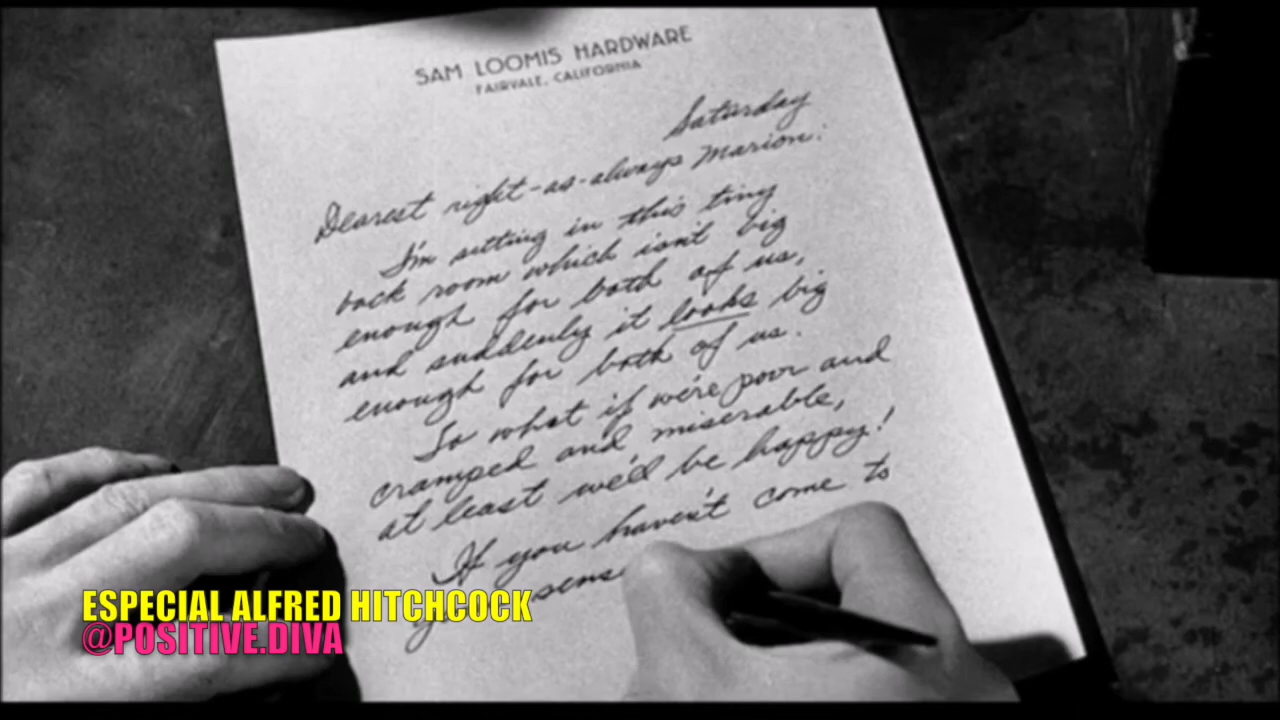 SAM LOOMIS HARDWARE
FAIRVALE, CALIFORNIA
Saturday
Dearest right-as-always Marion:
I'm sitting in this tiny
back room which isn't big
enough for both of us,
and suddenly it looks big
enough for both of us.
So what if we're poor and
cramped and miserable,
at least we'll be happy!
If you haven't come to
sens
ESPECIAL ALFRED HITCHCOCK
@POSITIVE.DIVA